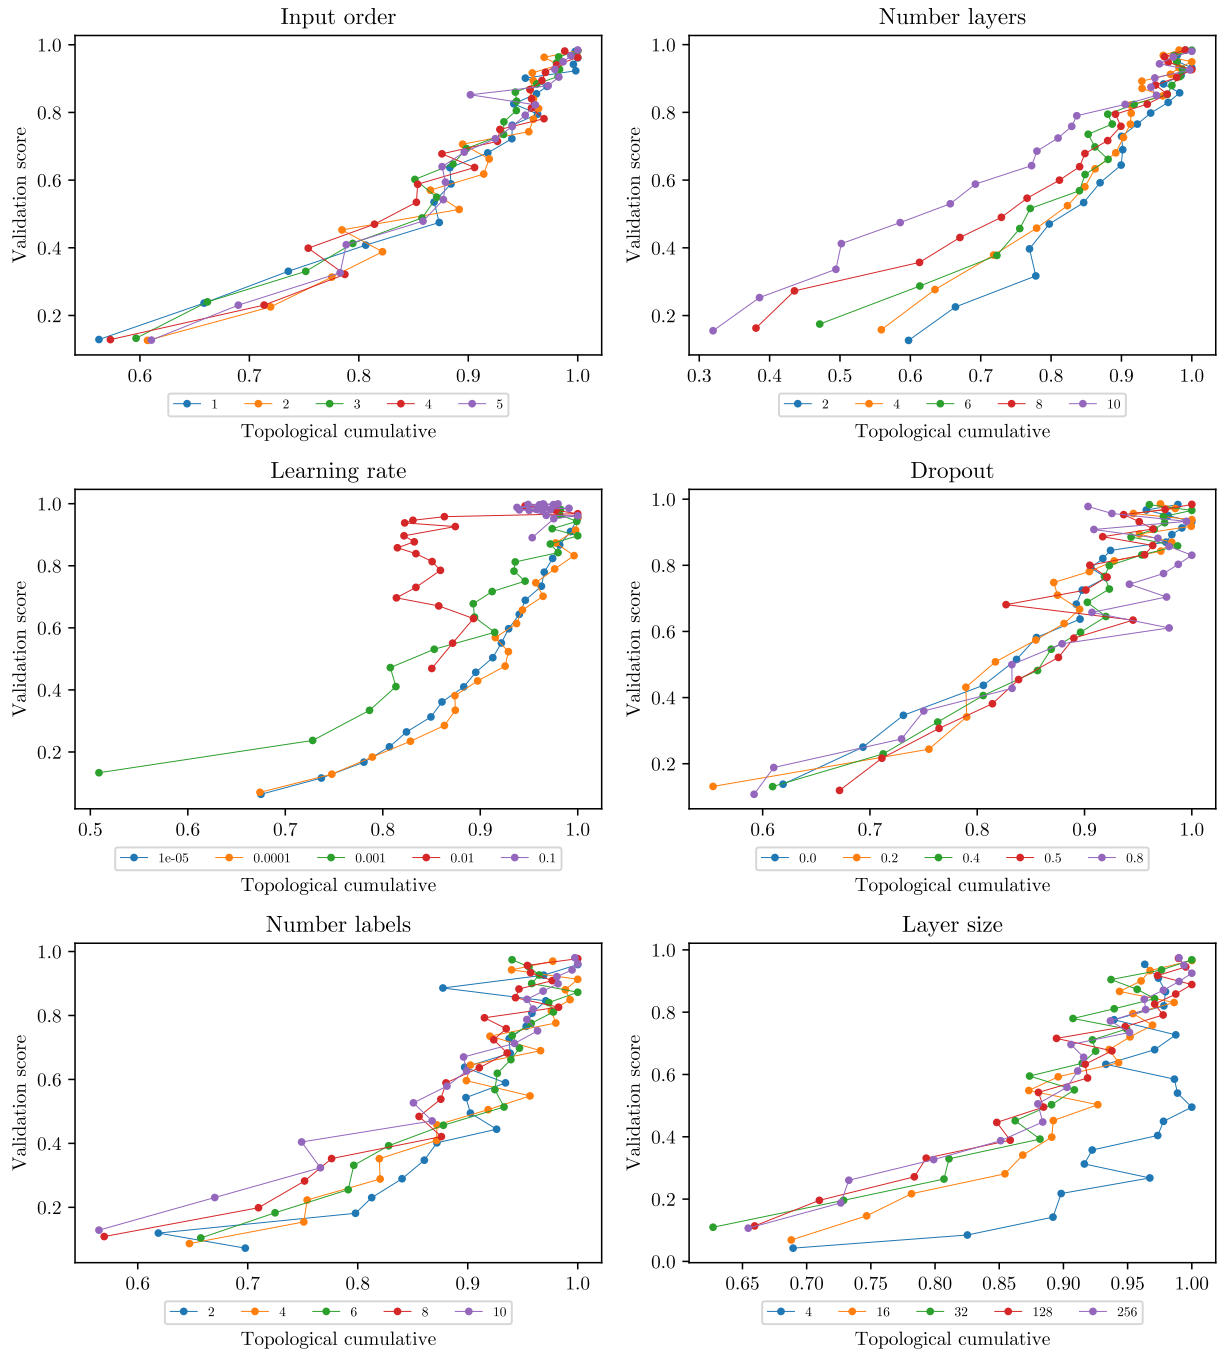 Input order
Validation score
1.0
0.8
0.6
0.4
0.2
0.6 0.7 0.8 0.9 1.0
1 2 3 4 5
Topological cumulative
Number layers
Validation score
1.0
0.8
0.6
0.4
0.2
0.3 0.4 0.5 0.6 0.7 0.8 0.9 1.0
2 4 6 8 10
Topological cumulative
Learning rate
Validation score
1.0
0.8
0.6
0.4
0.2
0.5 0.6 0.7 0.8 0.9 1.0
1e-05 0.0001 0.001 0.01 0.1
Topological cumulative
Dropout
Validation score
1.0
0.8
0.6
0.4
0.2
0.6 0.7 0.8 0.9 1.0
0.0 0.2 0.4 0.5 0.8
Topological cumulative
Number labels
Validation score
1.0
0.8
0.6
0.4
0.2
0.6 0.7 0.8 0.9 1.0
2 4 6 8 10
Topological cumulative
Layer size
Validation score
1.0
0.8
0.6
0.4
0.2
0.0
0.65 0.70 0.75 0.80 0.85 0.90 0.95 1.00
4 16 32 128 256
Topological cumulative